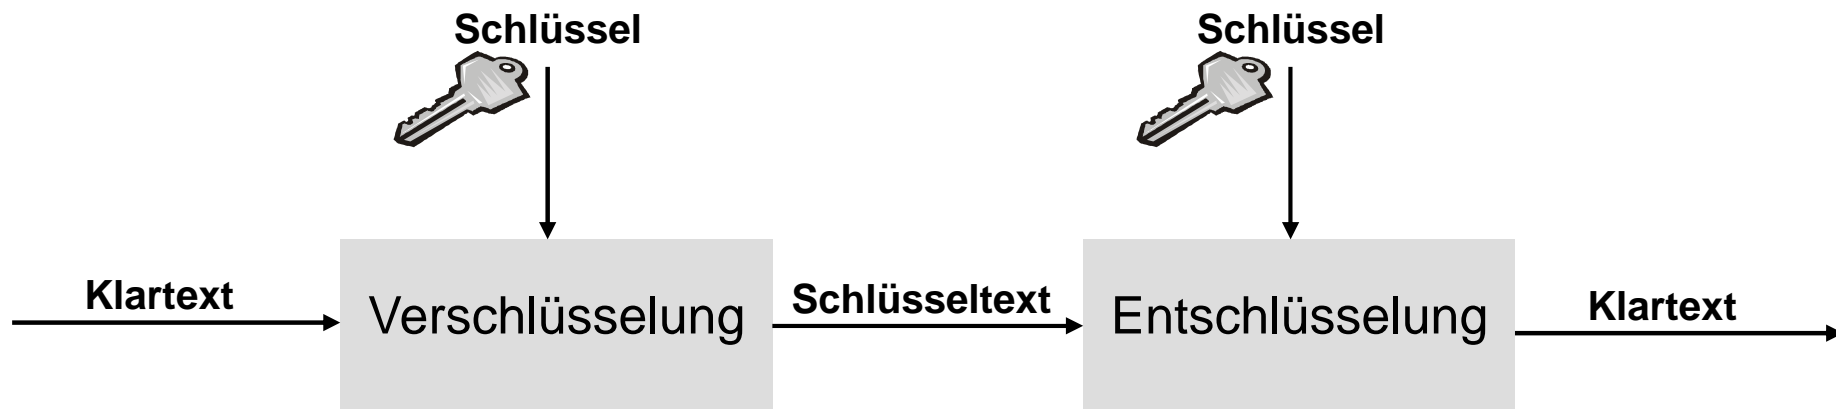 Schlüssel
Schlüssel
Klartext
Verschlüsselung
Schlüsseltext
Entschlüsselung
Klartext